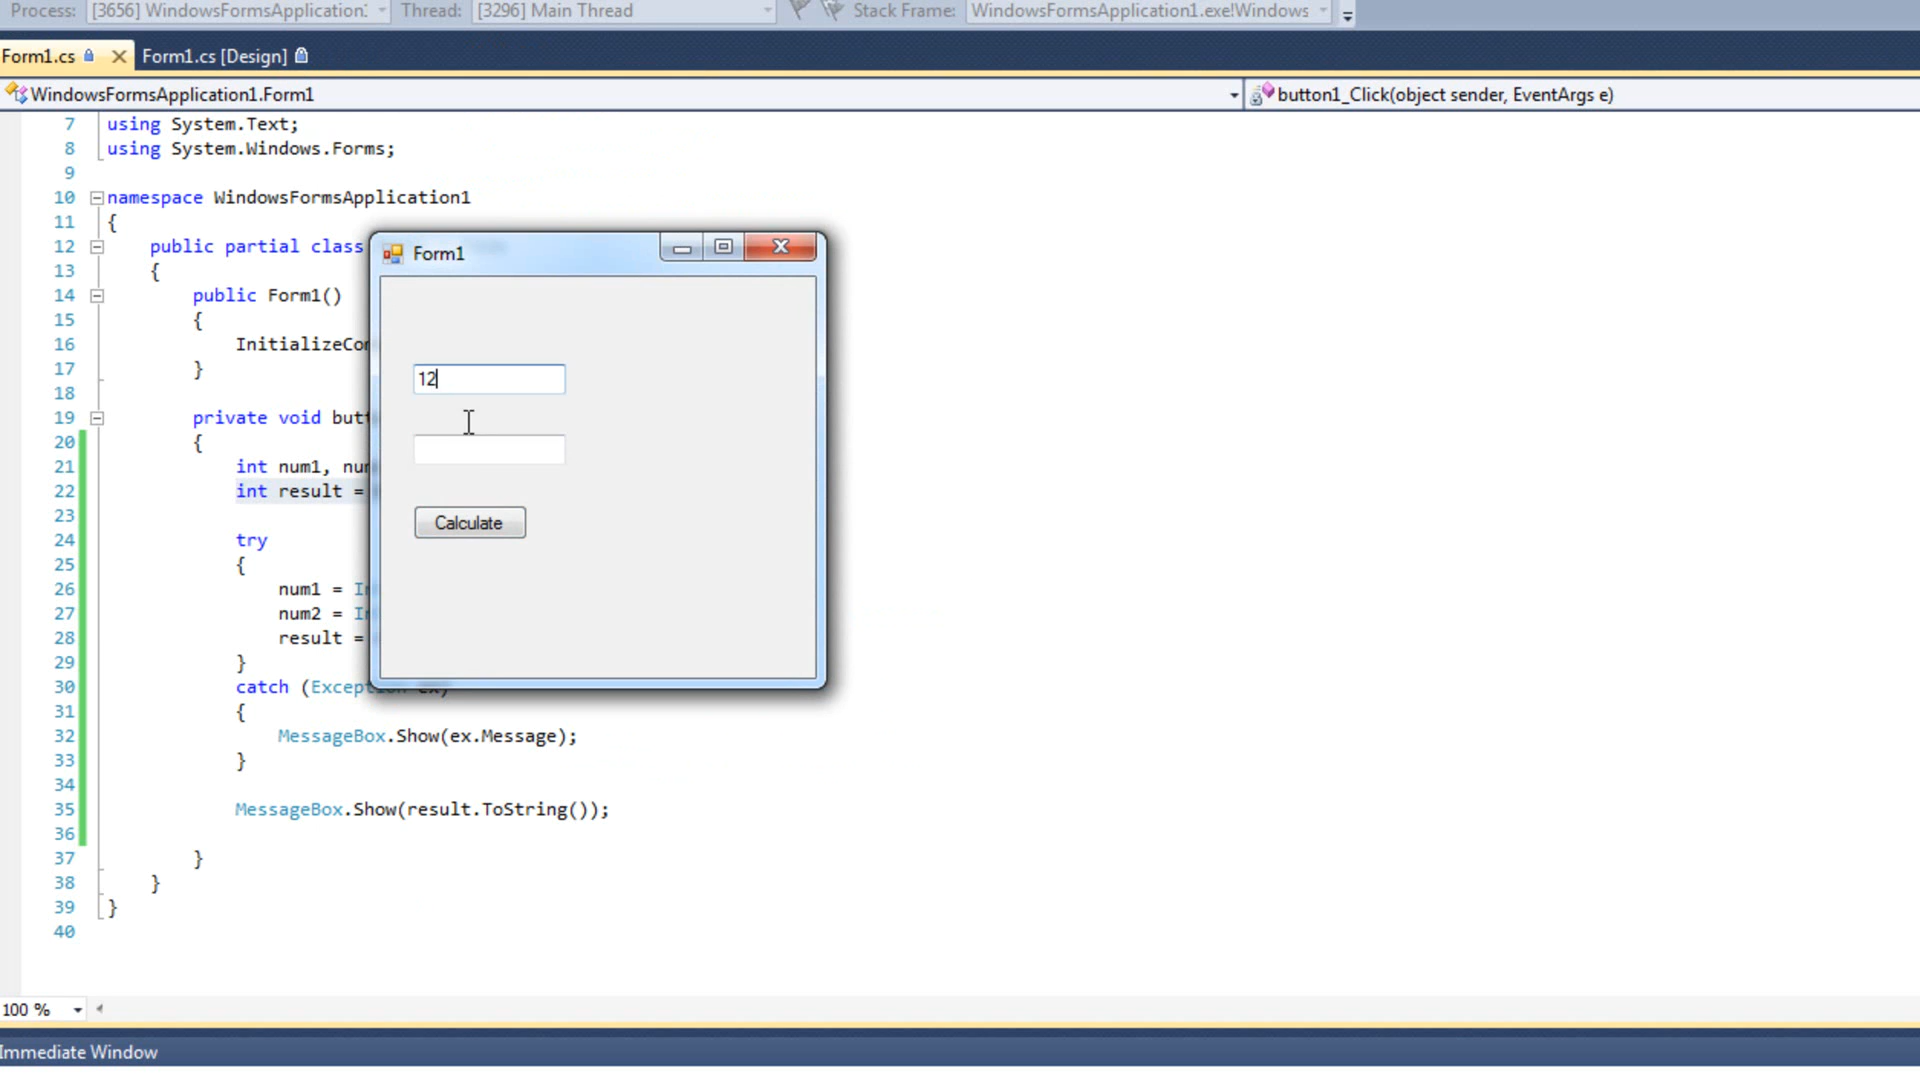 Process: [3656] WindowsFormsApplication: Thread: [3296] Main Thread Stack Frame: WindowsFormsApplication1.exe!Windows
Form1.cs Form1.cs [Design]
WindowsFormsApplication1.Form1 button1_Click(object sender, EventArgs e)
7 using System.Text;
8 using System.Windows.Forms;
9
10 namespace WindowsFormsApplication1
11 {
12 public partial class
13 {
14 public Form1()
15 {
16 InitializeCo
17 }
18
19 private void butt
20 {
21 int num1, nu
22 int result =
23
24 try
25 {
26 num1 = I
27 num2 = I
28 result =
29 }
30 catch (Exception ex)
31 {
32 MessageBox.Show(ex.Message);
33 }
34
35 MessageBox.Show(result.ToString());
36
37 }
38 }
39 }
40
Form1
12
Calculate
100 %
Immediate Window